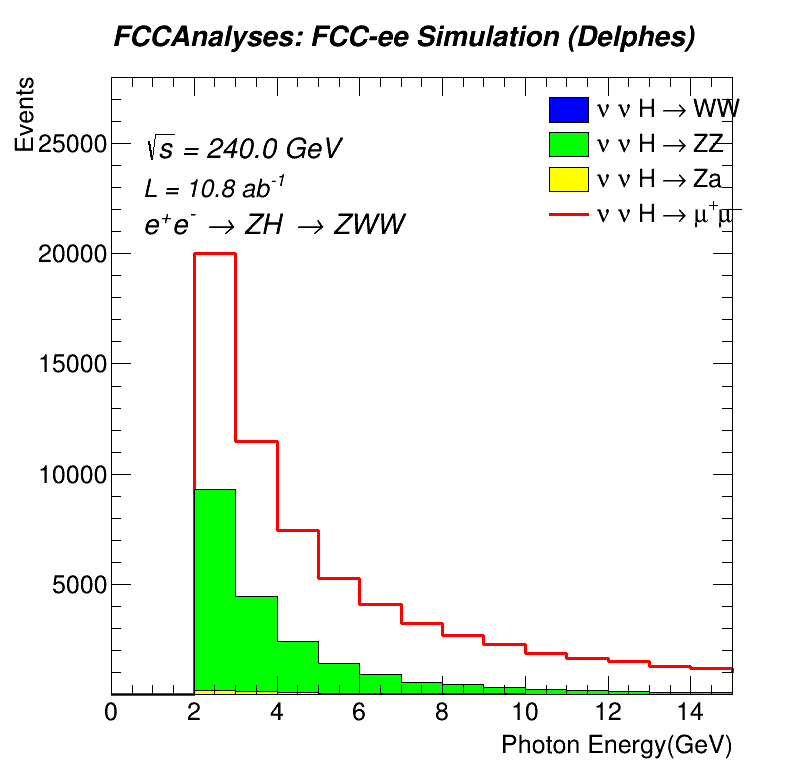 FCCAnalyses: FCC-ee Simulation (Delphes)
Events
√s = 240.0 GeV
L = 10.8 ab⁻¹
e⁺e⁻ → ZH → ZWW
ν ν H → WW
ν ν H → ZZ
ν ν H → Za
ν ν H → μ⁺μ⁻
25000
20000
15000
10000
5000
0 2 4 6 8 10 12 14
Photon Energy(GeV)